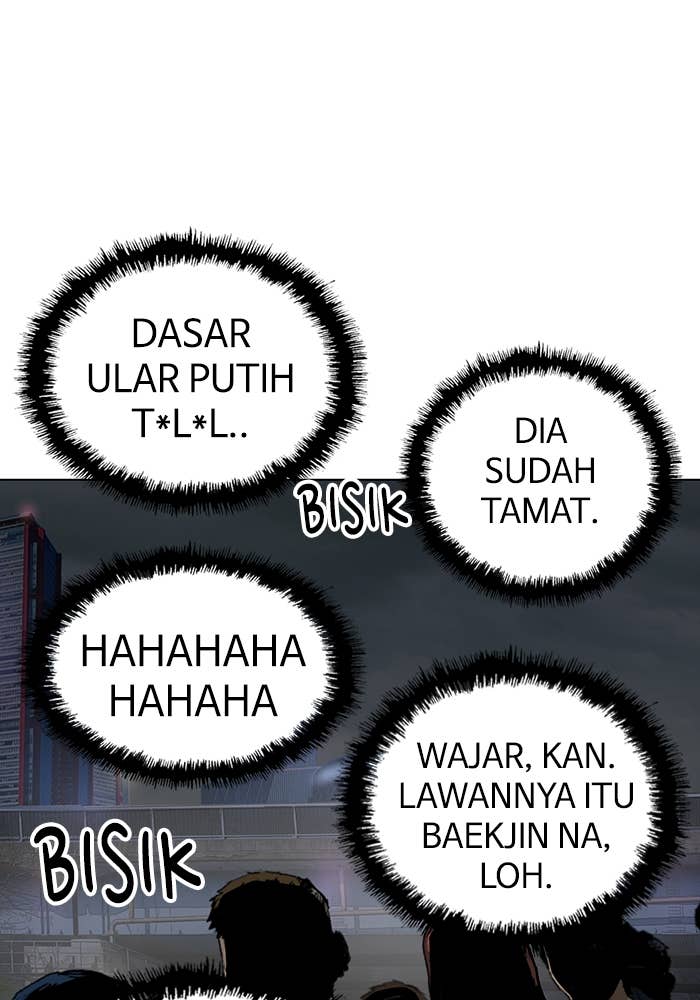 DASAR
ULAR PUTIH
T*L*L..
DIA
SUDAH
TAMAT.
BISIK
HAHAHAHA
HAHAHA
WAJAR, KAN.
LAWANNYA ITU
BAEKJIN NA,
LOH.
BISIK